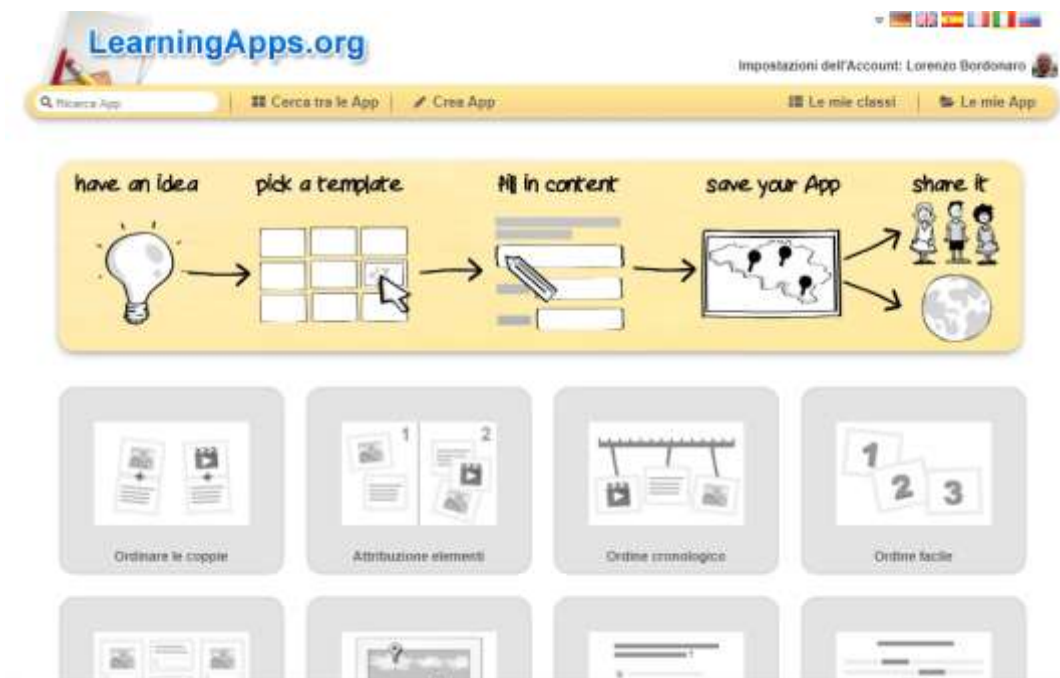 LearningApps.org
Impostazioni dell'Account: Lorenzo Bordonaro
Ricerca App
Cerca tra le App
Crea App
Le mie classi
Le mie App
have an idea
pick a template
fill in content
save your App
share it
1
2
1
2
3
Ordinare le coppie
Attribuzione elementi
Ordine cronologico
Ordine facile
?